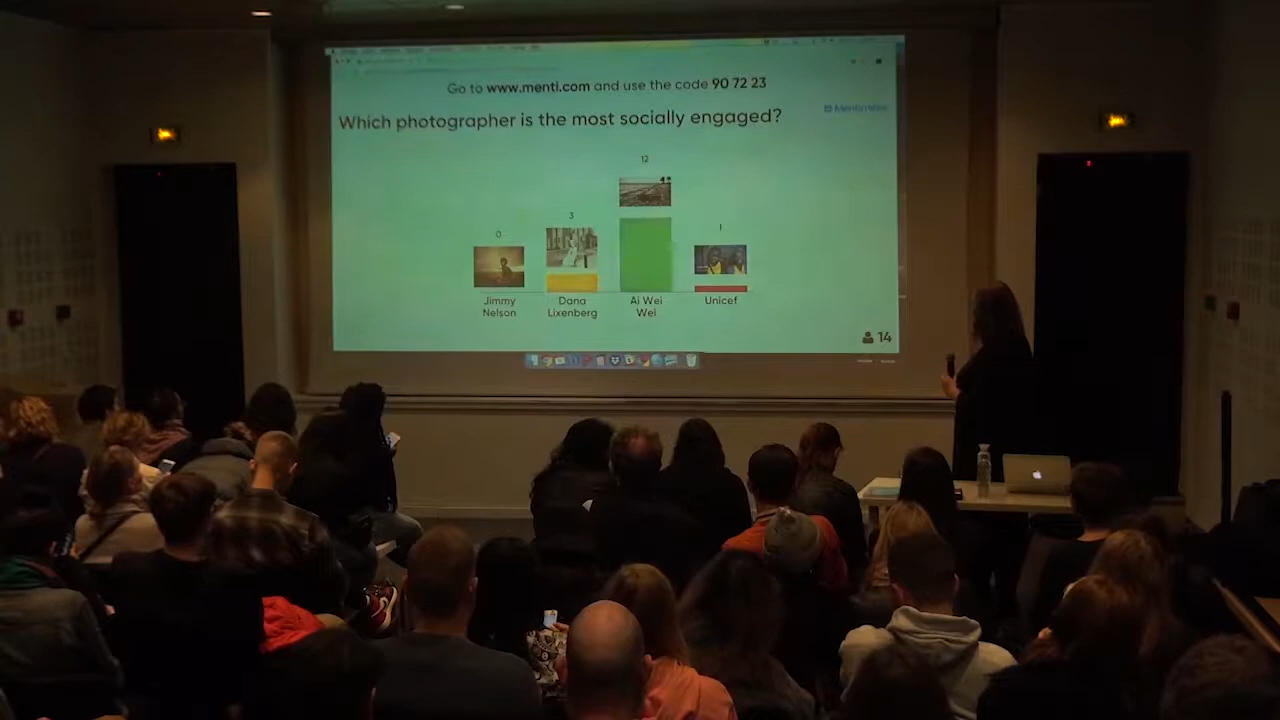 Go to www.menti.com and use the code 90 72 23
Mentimeter
Which photographer is the most socially engaged?
12
3
0
1
Jimmy
Nelson
Dana
Lixenberg
Ai Wei
Wei
Unicef
14